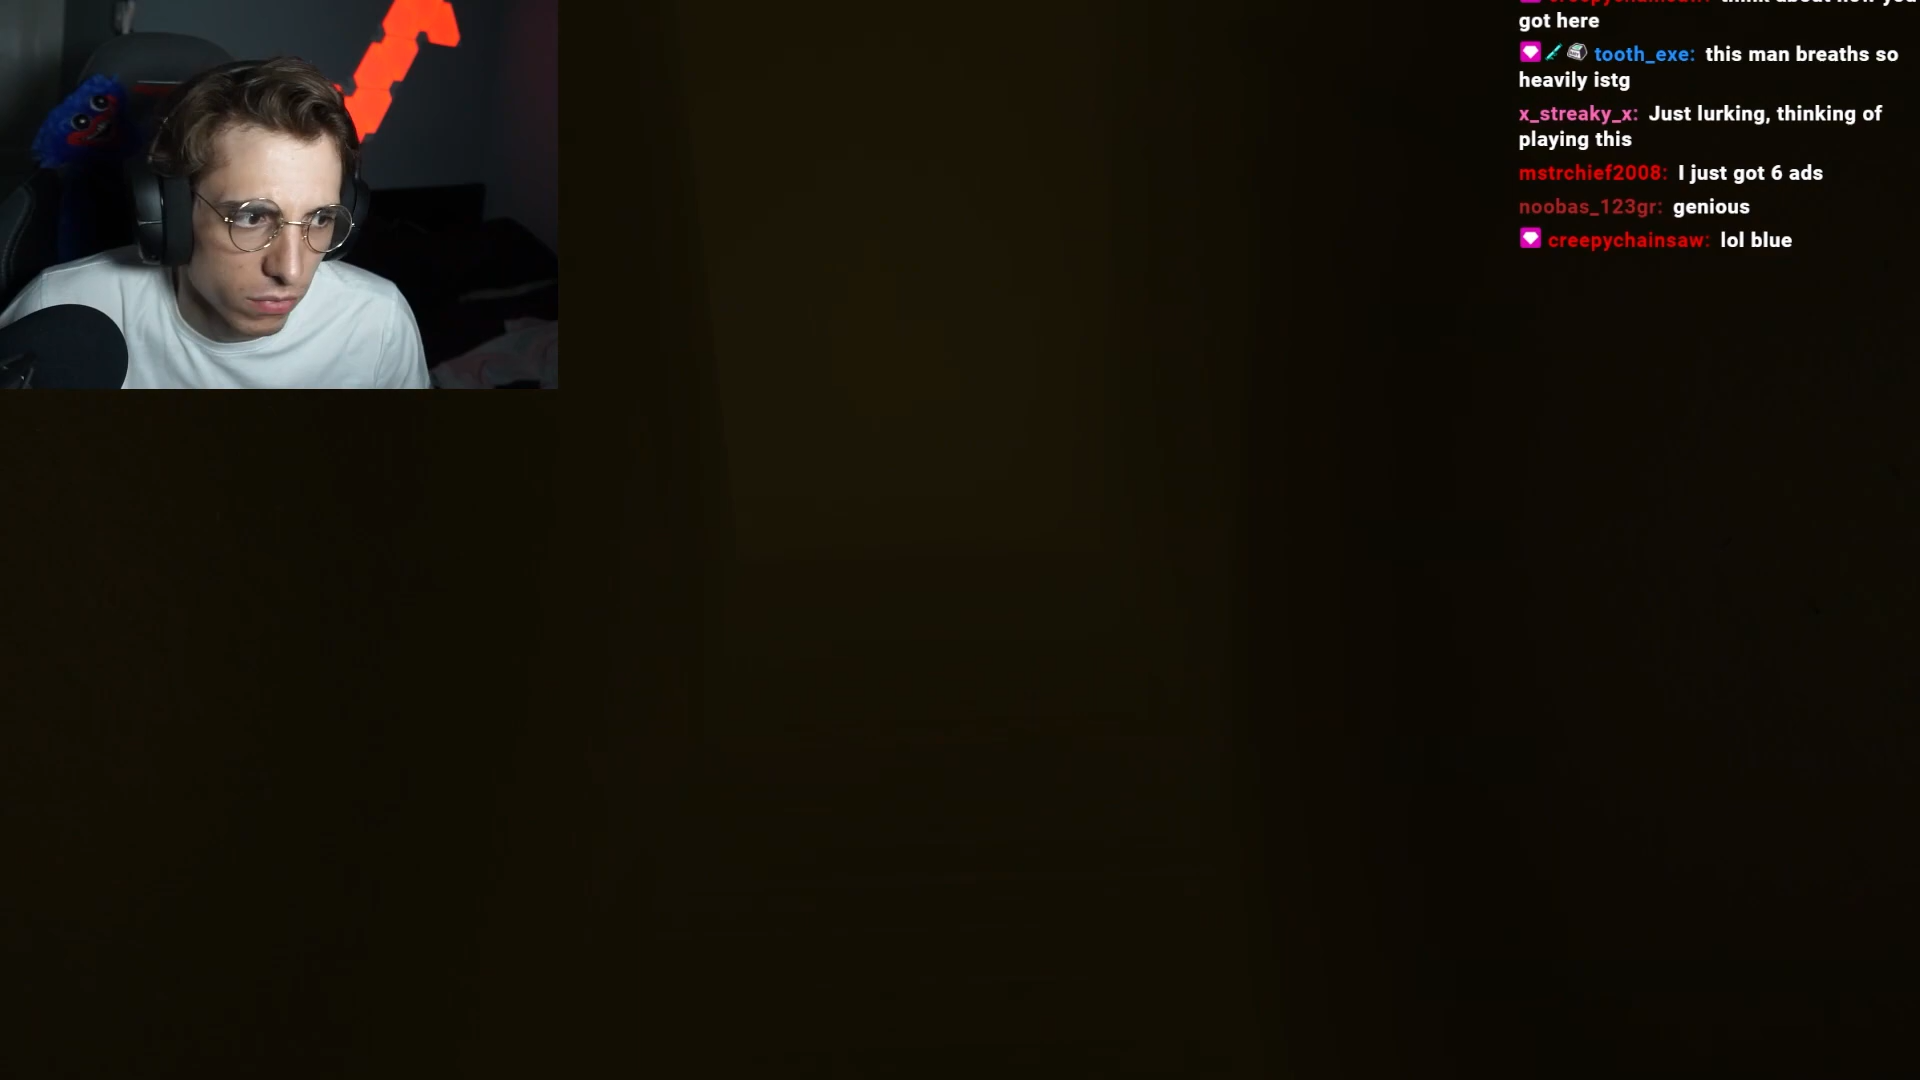 got here
tooth_exe: this man breaths so
heavily istg
x_streaky_x: Just lurking, thinking of
playing this
mstrchief2008: I just got 6 ads
noobas_123gr: genious
creepychainsaw: lol blue